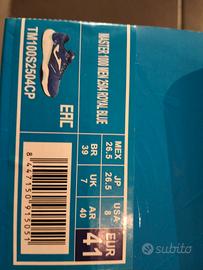 TM100S2504CP
MASTER 1000 MEN 2504 ROYAL BLUE
EAC
MEX 26.5
JP 26.5
USA 8
BR 39
UK 7
AR 40
EUR 41
8447150915031
subito